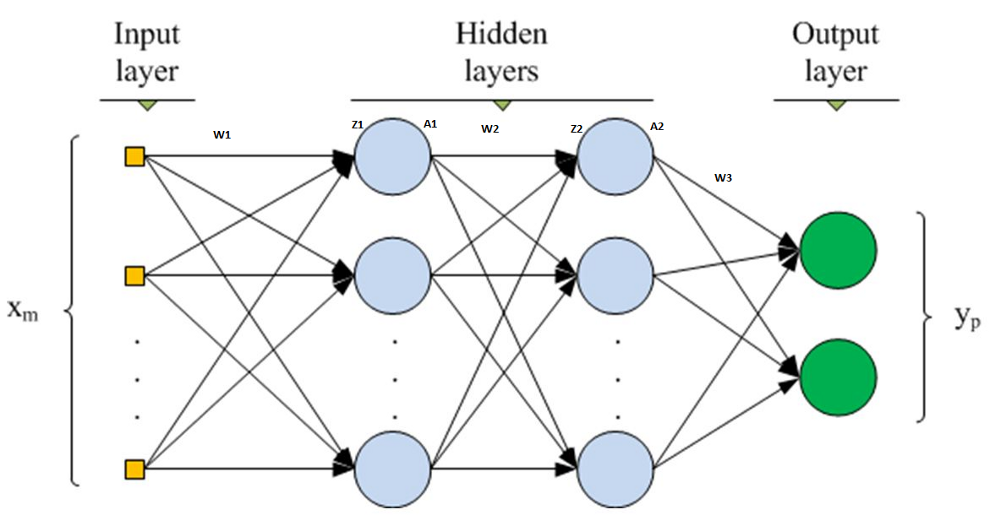 Input
layer
Hidden
layers
Output
layer
W1
Z1
A1
W2
Z2
A2
W3
xm
yp